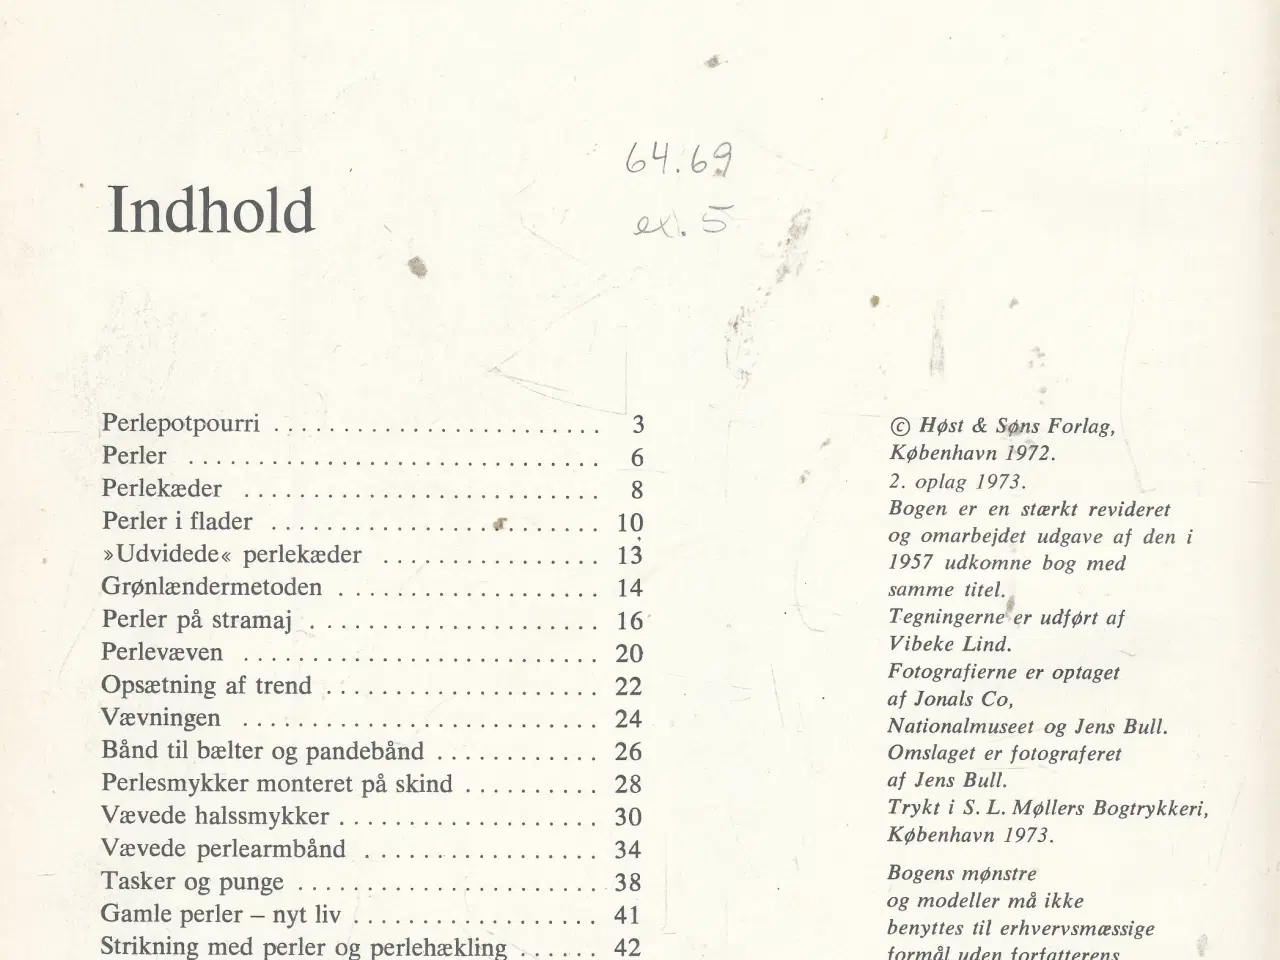 64.69
ex. 5
Indhold
Perlepotpourri ........................ 3
Perler .............................. 6
Perlekæder .......................... 8
Perler i flader ........................ 10
»Udvidede« perlekæder ................ 13
Grønlændermetoden ................... 14
Perler på stramaj ..................... 16
Perlevæven .......................... 20
Opsætning af trend .................... 22
Vævningen .......................... 24
Bånd til bælter og pandebånd ............ 26
Perlesmykker monteret på skind .......... 28
Vævede halssmykker ................... 30
Vævede perlearmbånd ................. 34
Tasker og punge ...................... 38
Gamle perler – nyt liv .................. 41
Strikning med perler og perlehækling ...... 42
© Høst & Søns Forlag,
København 1972.
2. oplag 1973.
Bogen er en stærkt revideret
og omarbejdet udgave af den i
1957 udkomne bog med
samme titel.
Tegningerne er udført af
Vibeke Lind.
Fotografierne er optaget
af Jonals Co,
Nationalmuseet og Jens Bull.
Omslaget er fotograferet
af Jens Bull.
Trykt i S. L. Møllers Bogtrykkeri,
København 1973.
Bogens mønstre
og modeller må ikke
benyttes til erhvervsmæssige
formål uden forfatterens